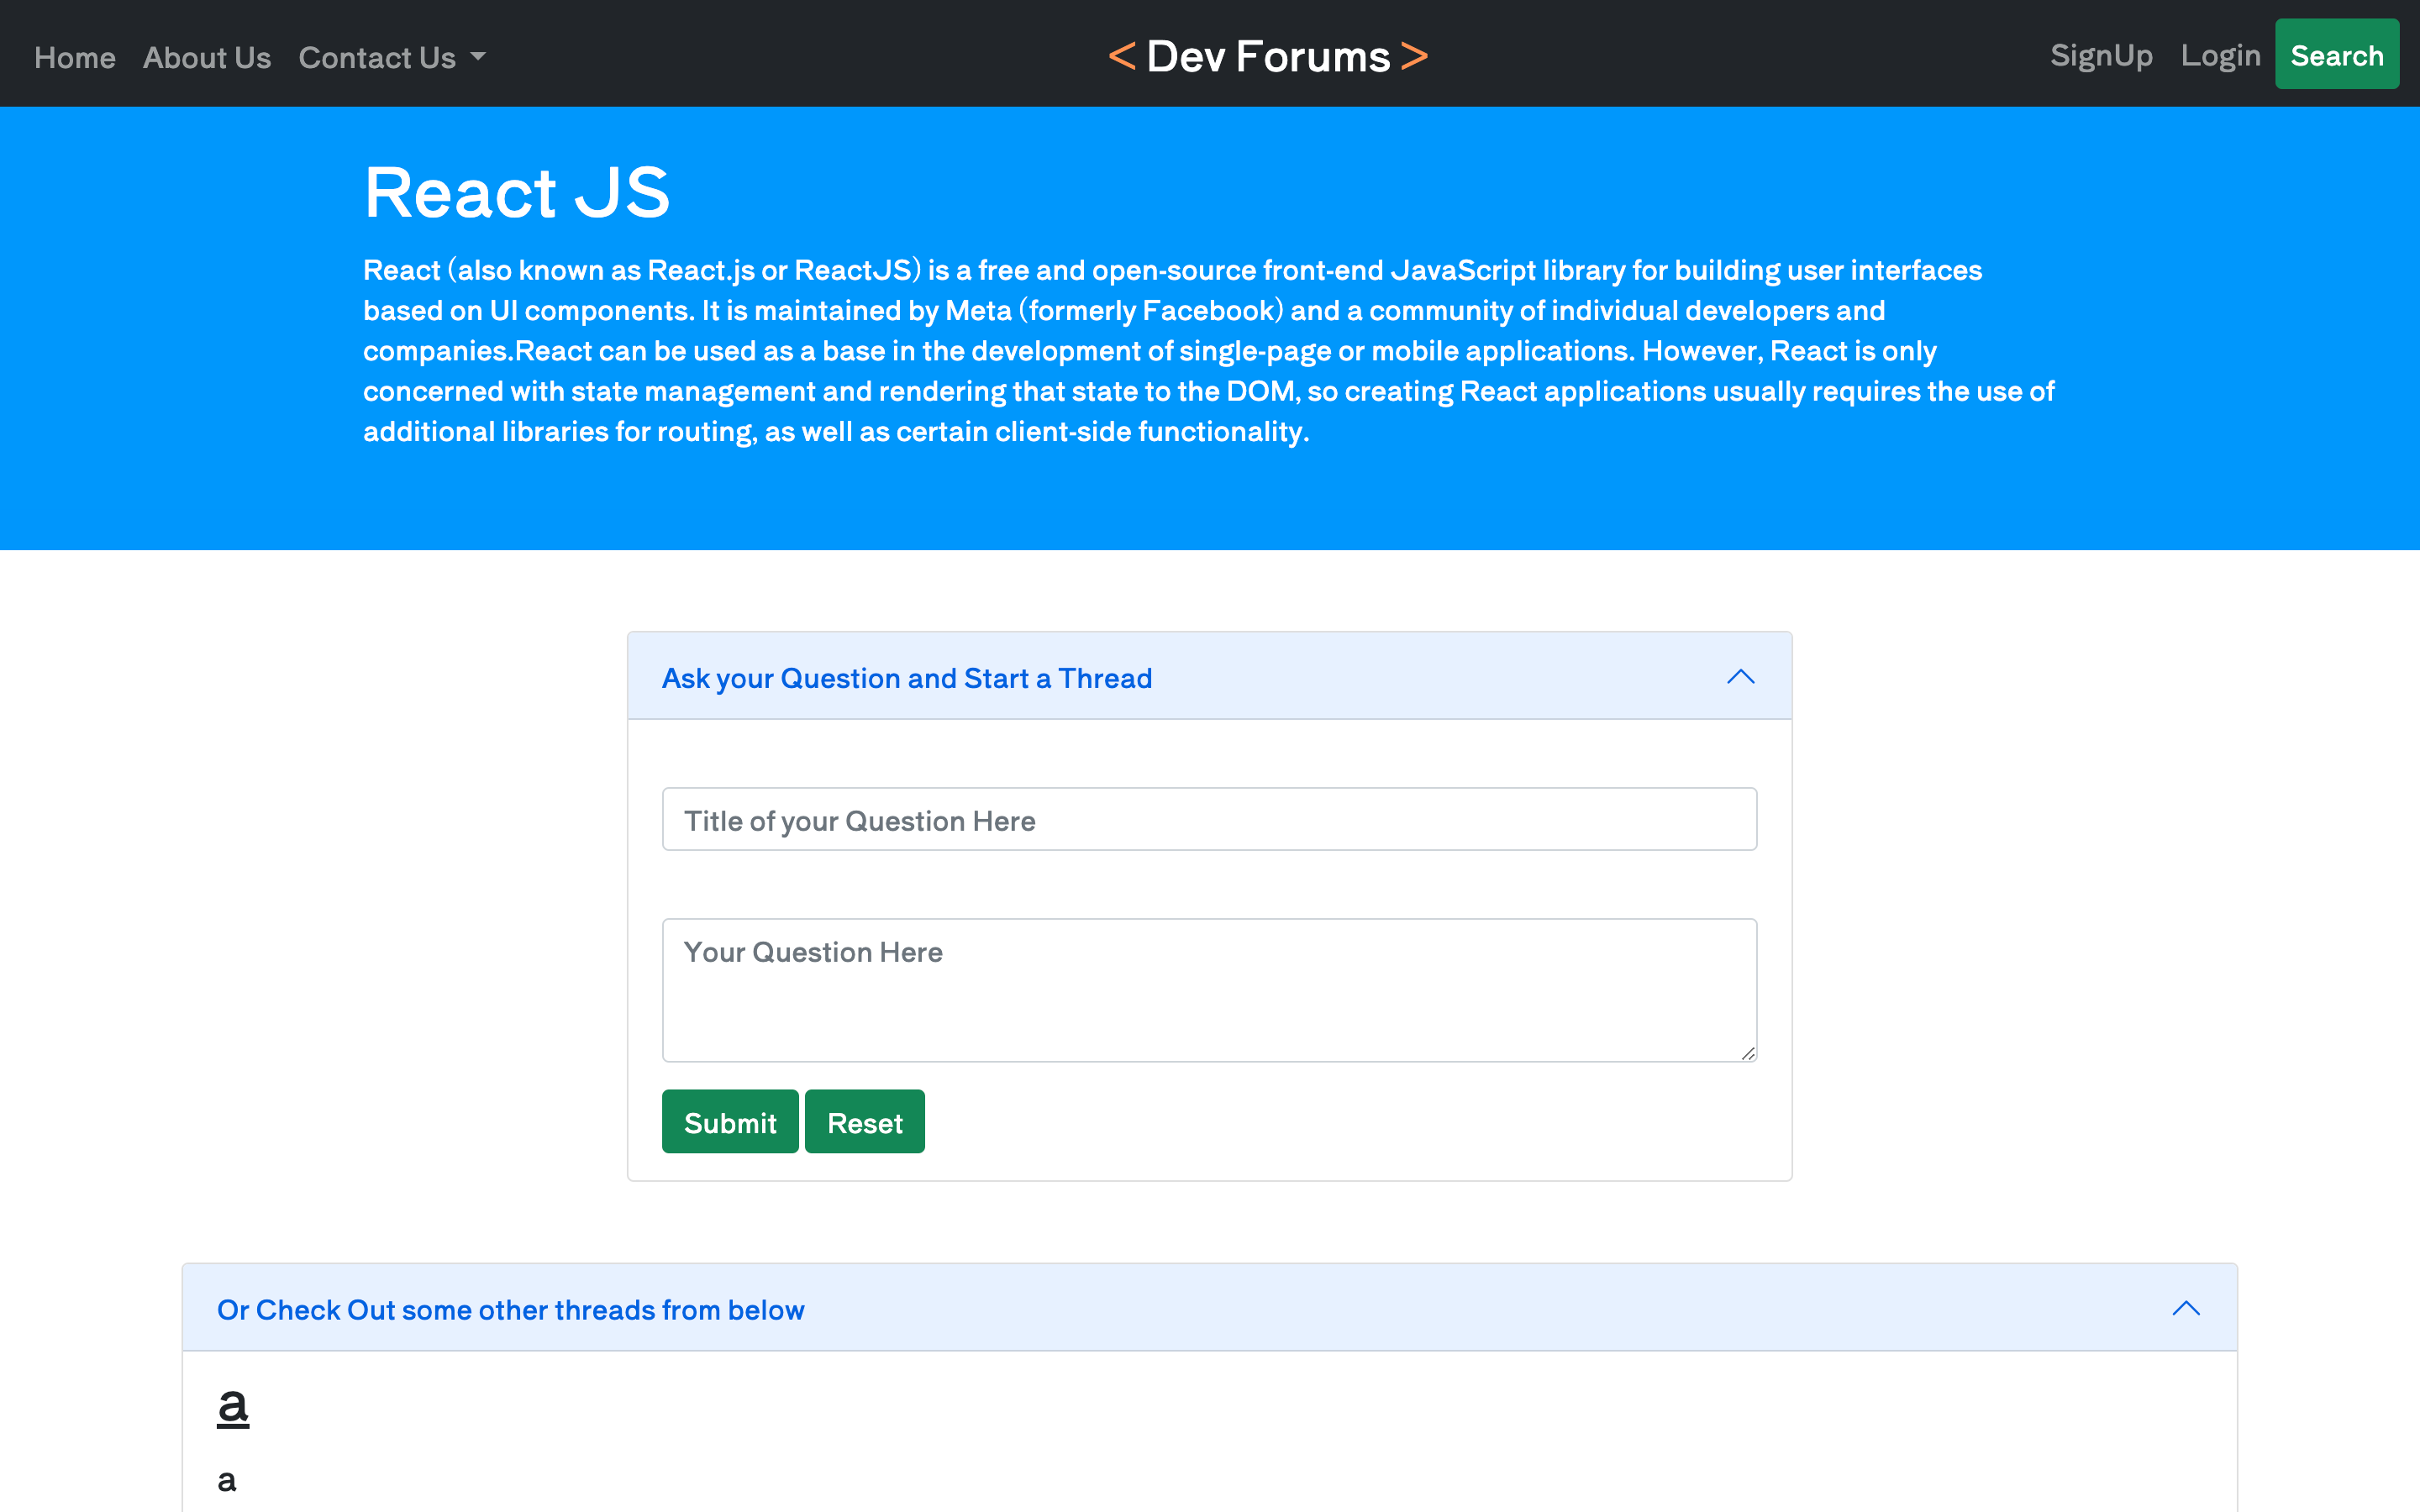 Home About Us Contact Us < Dev Forums > SignUp Login Search
React JS
React (also known as React.js or ReactJS) is a free and open-source front-end JavaScript library for building user interfaces
based on UI components. It is maintained by Meta (formerly Facebook) and a community of individual developers and
companies.React can be used as a base in the development of single-page or mobile applications. However, React is only
concerned with state management and rendering that state to the DOM, so creating React applications usually requires the use of
additional libraries for routing, as well as certain client-side functionality.
Ask your Question and Start a Thread
Title of your Question Here
Your Question Here
Submit Reset
Or Check Out some other threads from below
a
a